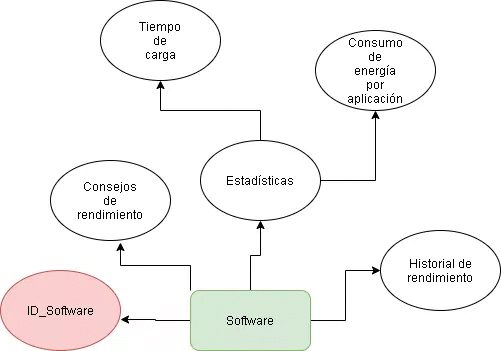 Tiempo
de
carga
Consumo
de
energía
por
aplicación
Consejos
de
rendimiento
Estadísticas
Historial de
rendimiento
ID_Software
Software